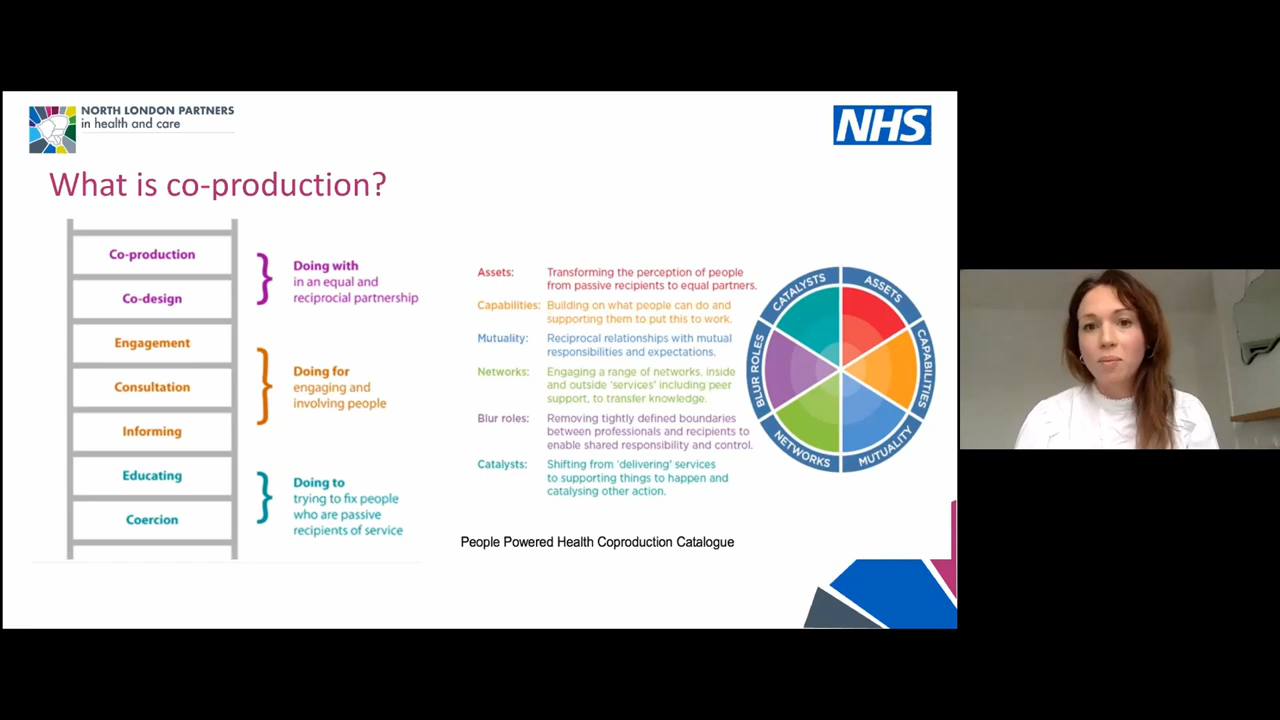 NORTH LONDON PARTNERS
in health and care
NHS
What is co-production?
Co-production
Co-design
Engagement
Consultation
Informing
Educating
Coercion
Doing with
in an equal and
reciprocial partnership
Doing for
engaging and
involving people
Doing to
trying to fix people
who are passive
recipients of service
Assets: Transforming the perception of people
from passive recipients to equal partners.
Capabilities: Building on what people can do and
supporting them to put this to work.
Mutuality: Reciprocal relationships with mutual
responsibilities and expectations.
Networks: Engaging a range of networks, inside
and outside 'services' including peer
support, to transfer knowledge.
Blur roles: Removing tightly defined boundaries
between professionals and recipients to
enable shared responsibility and control.
Catalysts: Shifting from 'delivering' services
to supporting things to happen and
catalysing other action.
CATALYSTS
ASSETS
CAPABILITIES
MUTUALITY
NETWORKS
BLUR ROLES
People Powered Health Coproduction Catalogue